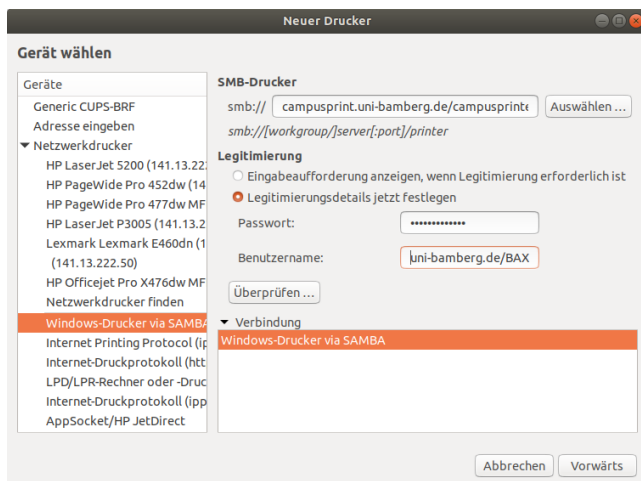 Neuer Drucker
Gerät wählen
Geräte
Generic CUPS-BRF
Adresse eingeben
Netzwerkdrucker
HP LaserJet 5200 (141.13.22
HP PageWide Pro 452dw (14
HP PageWide Pro 477dw MF
HP LaserJet P3005 (141.13.2
Lexmark Lexmark E460dn (1
(141.13.222.50)
HP Officejet Pro X476dw MF
Netzwerkdrucker finden
Windows-Drucker via SAMBA
Internet Printing Protocol (ip
Internet-Druckprotokoll (htt
LPD/LPR-Rechner oder -Druc
Internet-Druckprotokoll (ipp
AppSocket/HP JetDirect
SMB-Drucker
smb:// campusprint.uni-bamberg.de/campusprinte Auswählen ...
smb://[workgroup/]server[:port]/printer
Legitimierung
Eingabeaufforderung anzeigen, wenn Legitimierung erforderlich ist
Legitimierungsdetails jetzt festlegen
Passwort: •••••••••••••
Benutzername: uni-bamberg.de/BAX
Überprüfen ...
Verbindung
Windows-Drucker via SAMBA
Abbrechen Vorwärts